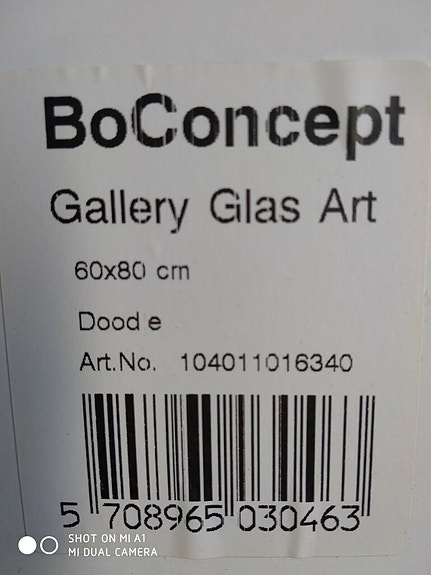 BoConcept
Gallery Glas Art
60x80 cm
Dood e
Art.No. 104011016340
5 708965 030463
SHOT ON MI A1
MI DUAL CAMERA